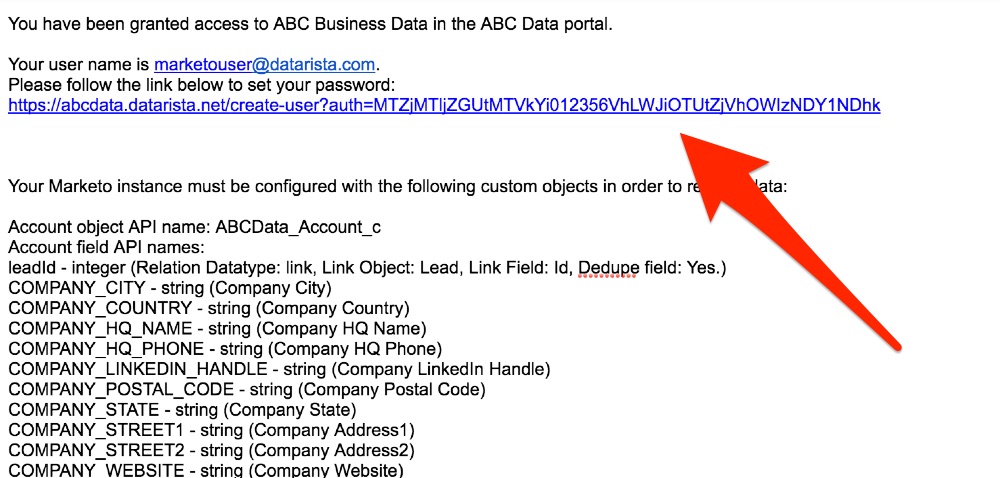 You have been granted access to ABC Business Data in the ABC Data portal.
Your user name is marketouser@datarista.com.
Please follow the link below to set your password:
https://abcdata.datarista.net/create-user?auth=MTZjMTljZGUtMTVkYi012356VhLWJiOTUtZjVhOWIzNDY1NDhk
Your Marketo instance must be configured with the following custom objects in order to data:
Account object API name: ABCData_Account_c
Account field API names:
leadId - integer (Relation Datatype: link, Link Object: Lead, Link Field: Id, Dedupe field: Yes.)
COMPANY_CITY - string (Company City)
COMPANY_COUNTRY - string (Company Country)
COMPANY_HQ_NAME - string (Company HQ Name)
COMPANY_HQ_PHONE - string (Company HQ Phone)
COMPANY_LINKEDIN_HANDLE - string (Company LinkedIn Handle)
COMPANY_POSTAL_CODE - string (Company Postal Code)
COMPANY_STATE - string (Company State)
COMPANY_STREET1 - string (Company Address1)
COMPANY_STREET2 - string (Company Address2)
COMPANY_WEBSITE - string (Company Website)